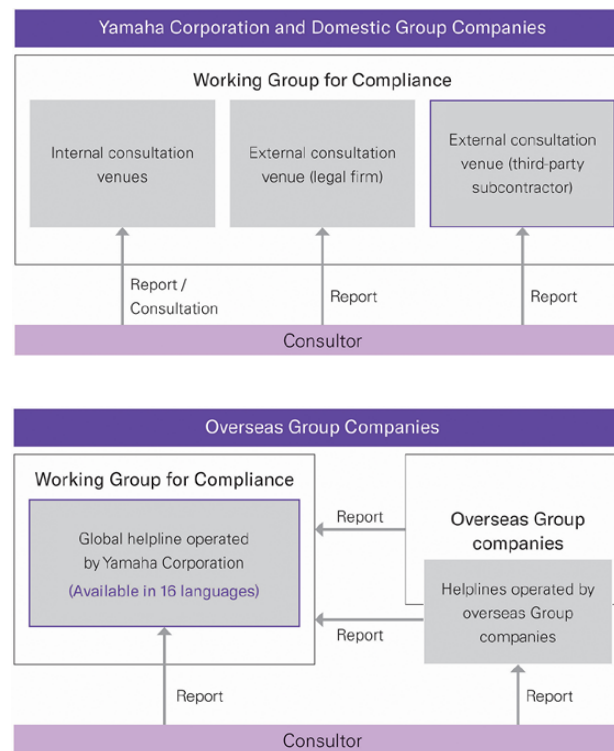 Yamaha Corporation and Domestic Group Companies
Working Group for Compliance
Internal consultation
venues
External consultation
venue (legal firm)
External consultation
venue (third-party
subcontractor)
Report /
Consultation
Report
Report
Consultor
Overseas Group Companies
Working Group for Compliance
Global helpline operated
by Yamaha Corporation
(Available in 16 languages)
Report
Overseas Group
companies
Helplines operated by
overseas Group
companies
Report
Report
Report
Consultor